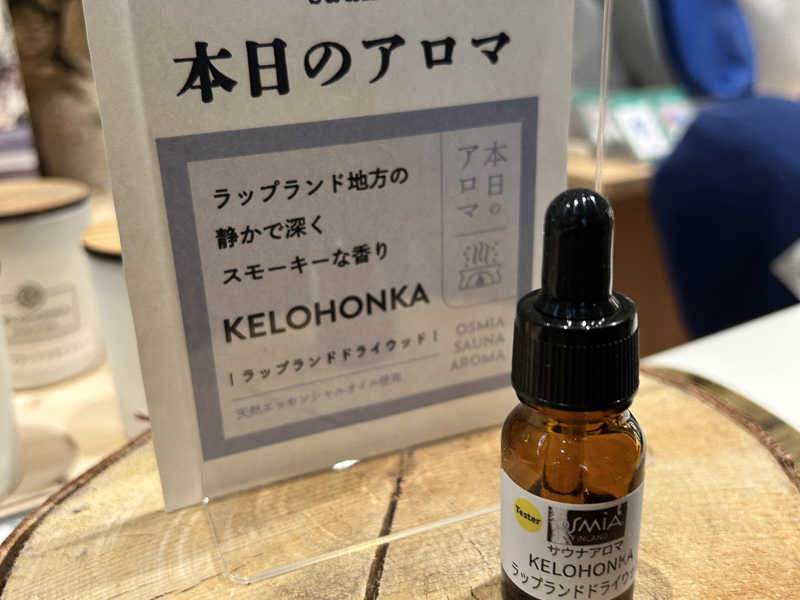 本日のアロマ
ラップランド地方の
静かで深く
スモーキーな香り
KELOHONKA
|ラップランドドライウッド|
天然エッセンシャルオイル使用
本日の
アロマ
OSMIA
SAUNA
AROMA
Tester
OSMIA
FINLAND
サウナアロマ
KELOHONKA
ラップランドドライウッ